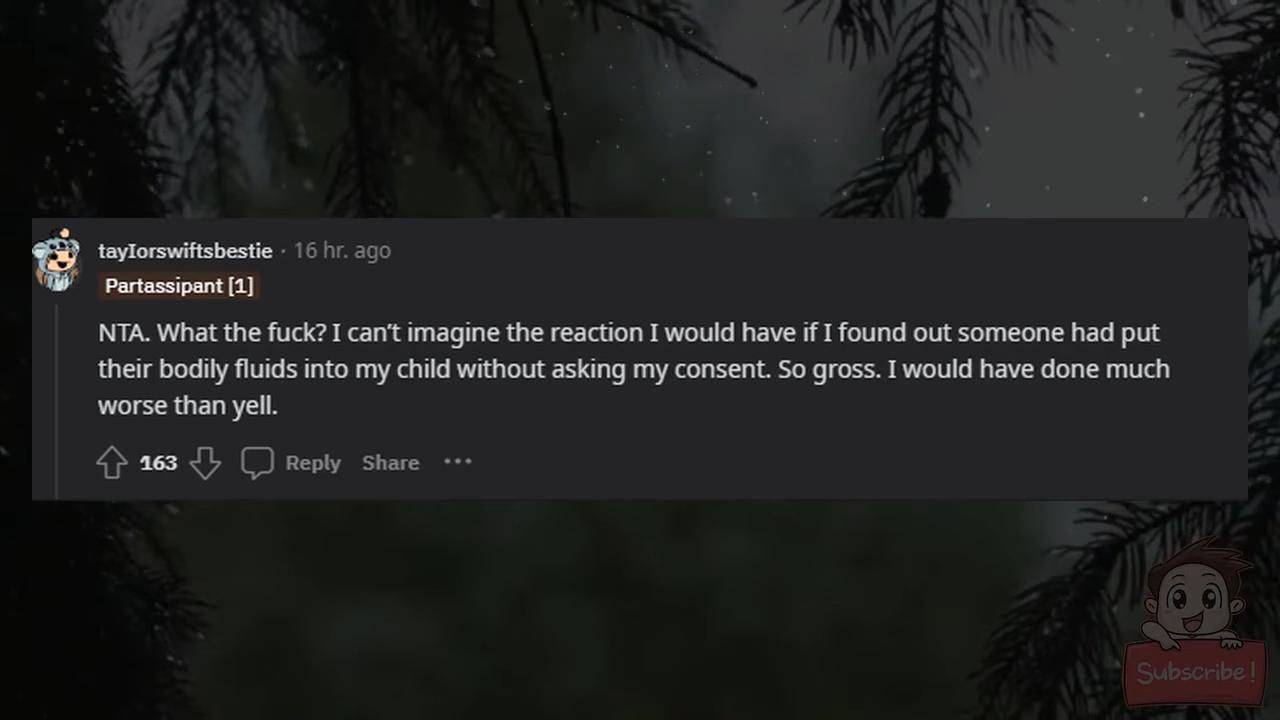 tayIorswiftsbestie · 16 hr. ago
Partassipant [1]
NTA. What the fuck? I can't imagine the reaction I would have if I found out someone had put
their bodily fluids into my child without asking my consent. So gross. I would have done much
worse than yell.
163 Reply Share ···
Subscribe!